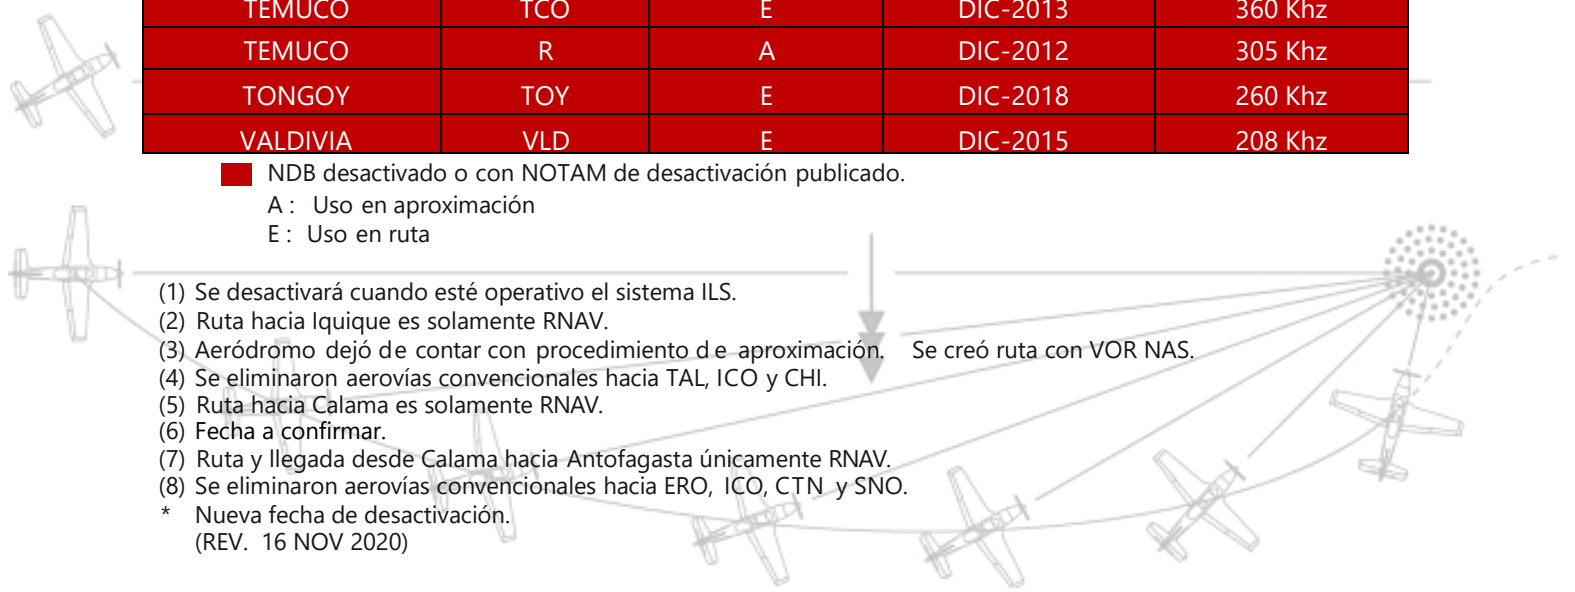 TEMUCO TCO E DIC-2013 360 Khz
TEMUCO R A DIC-2012 305 Khz
TONGOY TOY E DIC-2018 260 Khz
VALDIVIA VLD E DIC-2015 208 Khz
NDB desactivado o con NOTAM de desactivación publicado.
A : Uso en aproximación
E : Uso en ruta
(1) Se desactivará cuando esté operativo el sistema ILS.
(2) Ruta hacia Iquique es solamente RNAV.
(3) Aeródromo dejó de contar con procedimiento de aproximación. Se creó ruta con VOR NAS.
(4) Se eliminaron aerovías convencionales hacia TAL, ICO y CHI.
(5) Ruta hacia Calama es solamente RNAV.
(6) Fecha a confirmar.
(7) Ruta y llegada desde Calama hacia Antofagasta únicamente RNAV.
(8) Se eliminaron aerovías convencionales hacia ERO, ICO, CTN y SNO.
* Nueva fecha de desactivación.
(REV. 16 NOV 2020)